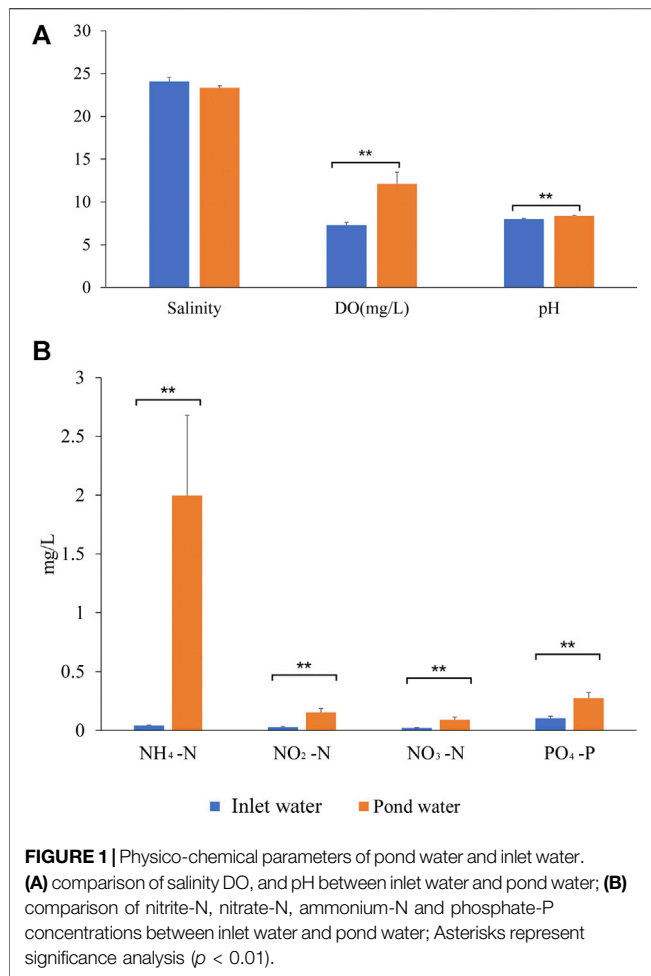 A
30
25
20
15
10
5
0
**
**
Salinity DO(mg/L) pH
B
3
2.5
2
1.5
1
0.5
0
mg/L
**
**
**
**
NH₄-N NO₂-N NO₃-N PO₄-P
Inlet water Pond water
FIGURE 1 | Physico-chemical parameters of pond water and inlet water.
(A) comparison of salinity DO, and pH between inlet water and pond water; (B)
comparison of nitrite-N, nitrate-N, ammonium-N and phosphate-P
concentrations between inlet water and pond water; Asterisks represent
significance analysis (p < 0.01).